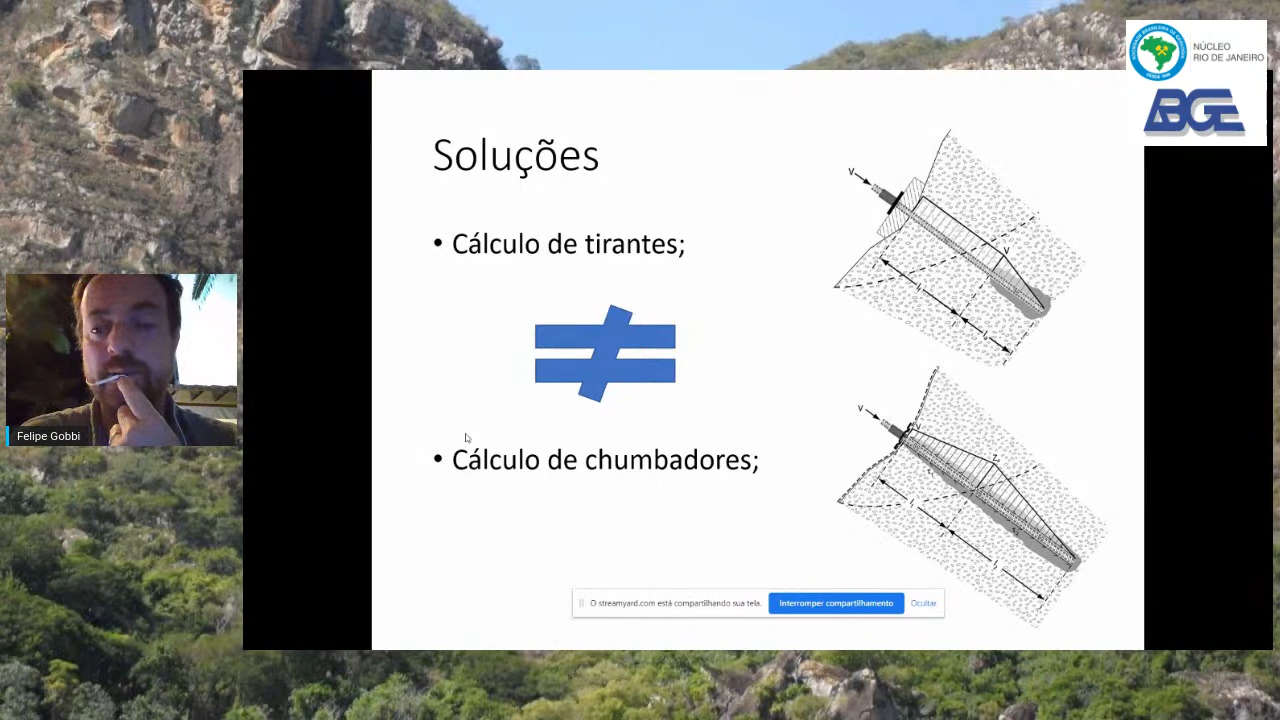 NÚCLEO
RIO DE JANEIRO
ABGE
Soluções
• Cálculo de tirantes;
• Cálculo de chumbadores;
V
V
V
Felipe Gobbi
O streamyard.com está compartilhando sua tela.
Interromper compartilhamento
Ocultar